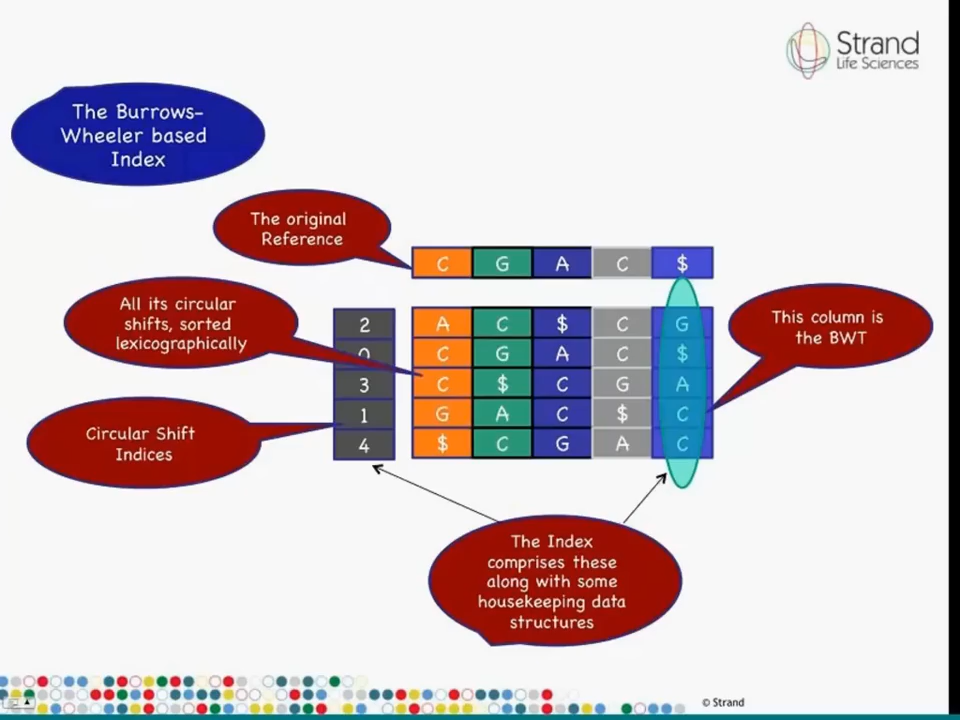 Strand
Life Sciences
The Burrows-
Wheeler based
Index
The original
Reference
C G A C $
All its circular
shifts, sorted
lexicographically
2 A C $ C G
0 C G A C $
3 C $ C G A
1 G A C $ C
4 $ C G A C
This column is
the BWT
Circular Shift
Indices
The Index
comprises these
along with some
housekeeping data
structures
© Strand